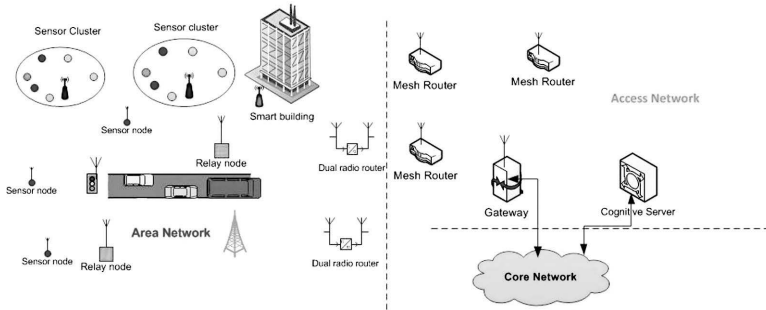 Sensor Cluster
Sensor cluster
Smart building
Sensor node
Relay node
Dual radio router
Sensor node
Area Network
Sensor node
Relay node
Dual radio router
Mesh Router
Mesh Router
Access Network
Mesh Router
Gateway
Cognitive Server
Core Network